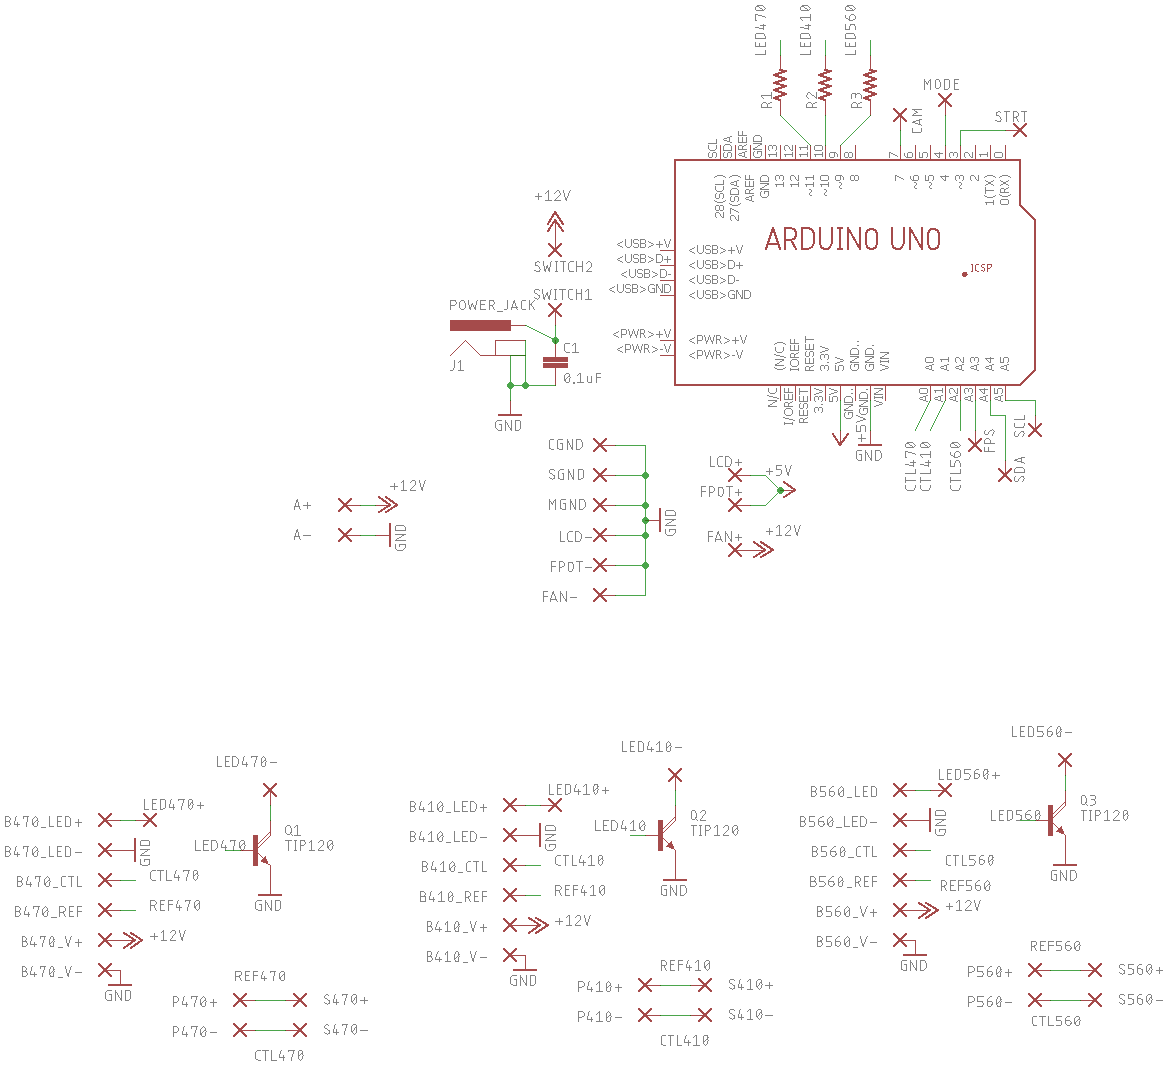 LED470
LED410
LED560
R1
R2
R3
MODE
CAM
STRT
SCL
SDA
AREF
GND
13
12
11
10
9
8
7
6
5
4
3
2
1
0
28(SCL)
27(SDA)
AREF
GND
13
12
~11
~10
~9
8
7
~6
~5
4
~3
2
1(TX)
0(RX)
ARDUINO UNO
ICSP
<USB>+V
<USB>D+
<USB>D-
<USB>GND
<USB>+V
<USB>D+
<USB>D-
<USB>GND
<PWR>+V
<PWR>-V
<PWR>+V
<PWR>-V
(N/C)
IOREF
RESET
3.3V
5V
GND..
GND.
VIN
A0
A1
A2
A3
A4
A5
N/C
I/OREF
RESET
3.3V
5V
GND..
GND.
VIN
A0
A1
A2
A3
A4
A5
+5V
GND
CTL470
CTL410
CTL560
FPS
SDA
SCL
+12V
SWITCH2
SWITCH1
POWER_JACK
J1
C1
0.1uF
GND
CGND
SGND
MGND
LCD-
FPOT-
FAN-
GND
LCD+
FPOT+
+5V
FAN+
+12V
A+
+12V
A-
GND
LED470-
LED470+
B470_LED+
B470_LED-
GND
LED470
Q1
TIP120
GND
B470_CTL
CTL470
B470_REF
REF470
B470_V+
+12V
B470_V-
GND
REF470
P470+
S470+
P470-
S470-
CTL470
LED410-
LED410+
B410_LED+
B410_LED-
GND
LED410
Q2
TIP120
GND
B410_CTL
CTL410
B410_REF
REF410
B410_V+
+12V
B410_V-
GND
REF410
P410+
S410+
P410-
S410-
CTL410
LED560-
LED560+
B560_LED
B560_LED-
GND
LED560
Q3
TIP120
GND
B560_CTL
CTL560
B560_REF
REF560
B560_V+
+12V
B560_V-
GND
REF560
P560+
S560+
P560-
S560-
CTL560